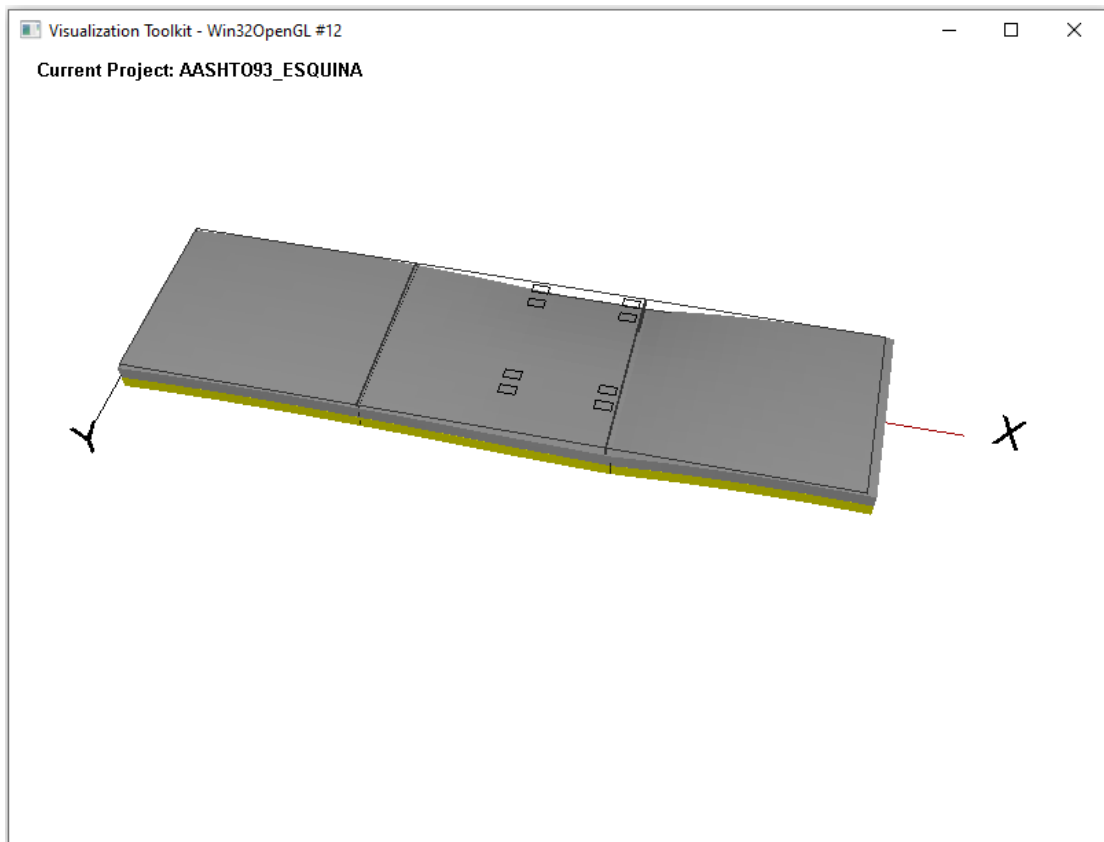 Visualization Toolkit - Win32OpenGL #12
Current Project: AASHTO93_ESQUINA
Y
X